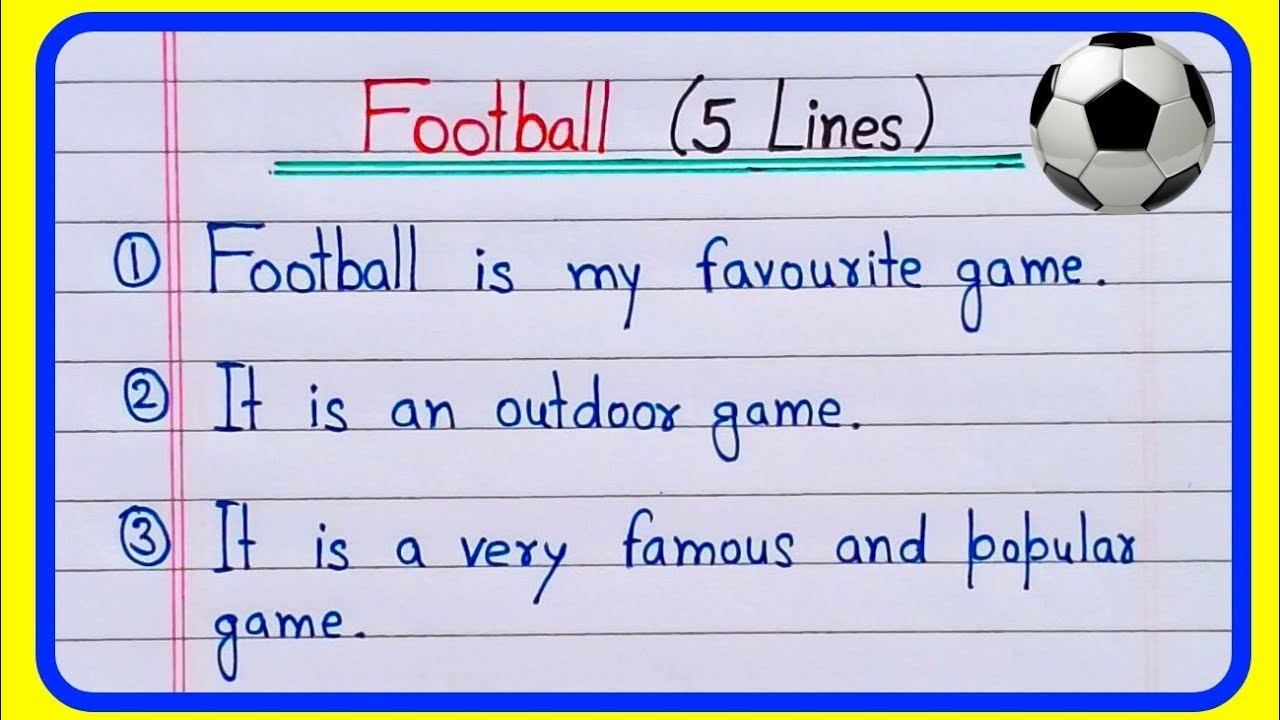 Football (5 Lines)
① Football is my favourite game.
② It is an outdoor game.
③ It is a very famous and popular
game.